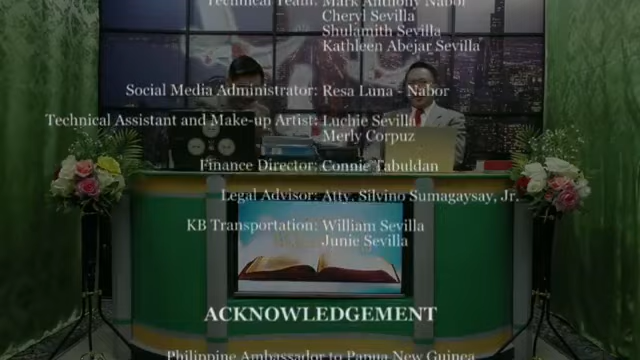 Technical Team: Mark Anthony Nabor
Cheryl Sevilla
Shulamith Sevilla
Kathleen Abejar Sevilla
Social Media Administrator: Resa Luna - Nabor
Technical Assistant and Make-up Artist: Luchie Sevilla
Merly Corpuz
Finance Director: Connie Tabuldan
Legal Advisor: Atty. Silvino Sumagaysay, Jr.
KB Transportation: William Sevilla
Junie Sevilla
ACKNOWLEDGEMENT
Philippine Ambassador to Papua New Guinea